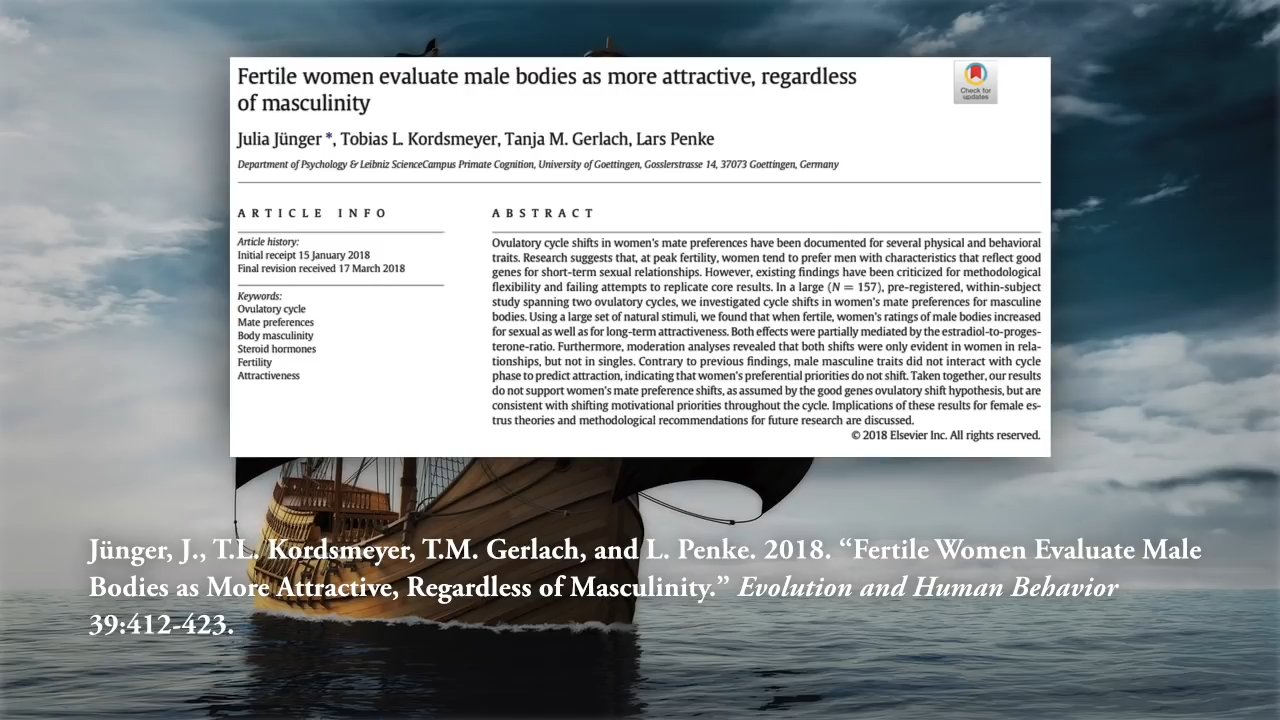 Fertile women evaluate male bodies as more attractive, regardless
of masculinity
Check for
updates
Julia Jünger *, Tobias L. Kordsmeyer, Tanja M. Gerlach, Lars Penke
Department of Psychology & Leibniz ScienceCampus Primate Cognition, University of Goettingen, Gosslerstrasse 14, 37073 Goettingen, Germany
ARTICLE INFO
Article history:
Initial receipt 15 January 2018
Final revision received 17 March 2018
Keywords:
Ovulatory cycle
Mate preferences
Body masculinity
Steroid hormones
Fertility
Attractiveness
ABSTRACT
Ovulatory cycle shifts in women's mate preferences have been documented for several physical and behavioral
traits. Research suggests that, at peak fertility, women tend to prefer men with characteristics that reflect good
genes for short-term sexual relationships. However, existing findings have been criticized for methodological
flexibility and failing attempts to replicate core results. In a large (N = 157), pre-registered, within-subject
study spanning two ovulatory cycles, we investigated cycle shifts in women's mate preferences for masculine
bodies. Using a large set of natural stimuli, we found that when fertile, women's ratings of male bodies increased
for sexual as well as for long-term attractiveness. Both effects were partially mediated by the estradiol-to-proges-
terone-ratio. Furthermore, moderation analyses revealed that both shifts were only evident in women in rela-
tionships, but not in singles. Contrary to previous findings, male masculine traits did not interact with cycle
phase to predict attraction, indicating that women's preferential priorities do not shift. Taken together, our results
do not support women's mate preference shifts, as assumed by the good genes ovulatory shift hypothesis, but are
consistent with shifting motivational priorities throughout the cycle. Implications of these results for female es-
trus theories and methodological recommendations for future research are discussed.
© 2018 Elsevier Inc. All rights reserved.
Jünger, J., T.L. Kordsmeyer, T.M. Gerlach, and L. Penke. 2018. “Fertile Women Evaluate Male
Bodies as More Attractive, Regardless of Masculinity.” Evolution and Human Behavior
39:412-423.